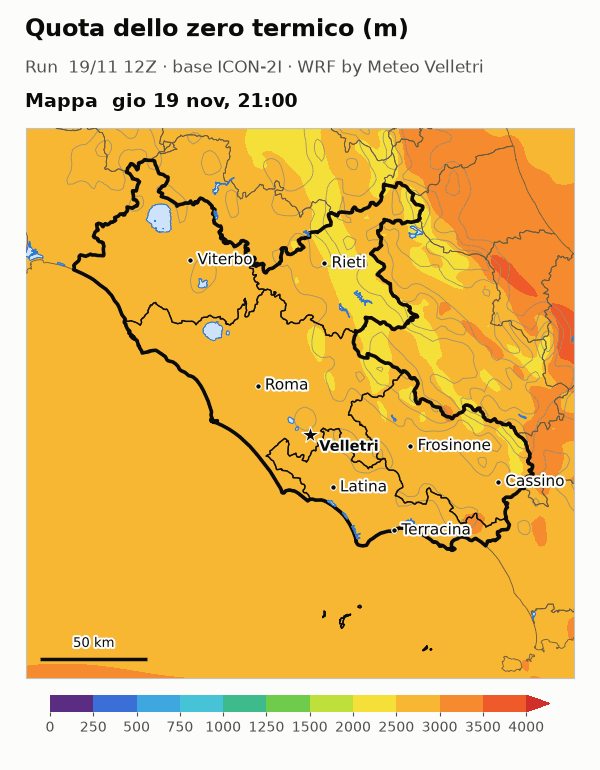 Quota dello zero termico (m)
Run  19/11 12Z · base ICON-2I · WRF by Meteo Velletri
Mappa  gio 19 nov, 21:00
Viterbo
Rieti
Roma
Velletri
Frosinone
Latina
Cassino
Terracina
50 km
0 250 500 750 1000 1250 1500 2000 2500 3000 3500 4000